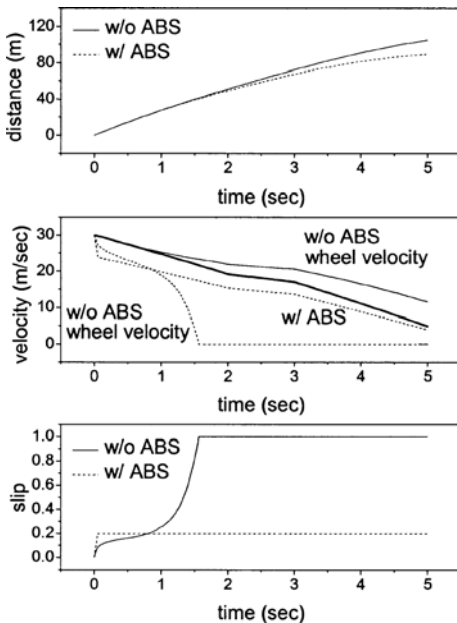 120
80
40
0
distance (m)
w/o ABS
w/ ABS
0 1 2 3 4 5
time (sec)
30
20
10
0
velocity (m/sec)
w/o ABS
wheel velocity
w/o ABS
wheel velocity
w/ ABS
0 1 2 3 4 5
time (sec)
1.0
0.8
0.6
0.4
0.2
0.0
slip
w/o ABS
w/ ABS
0 1 2 3 4 5
time (sec)